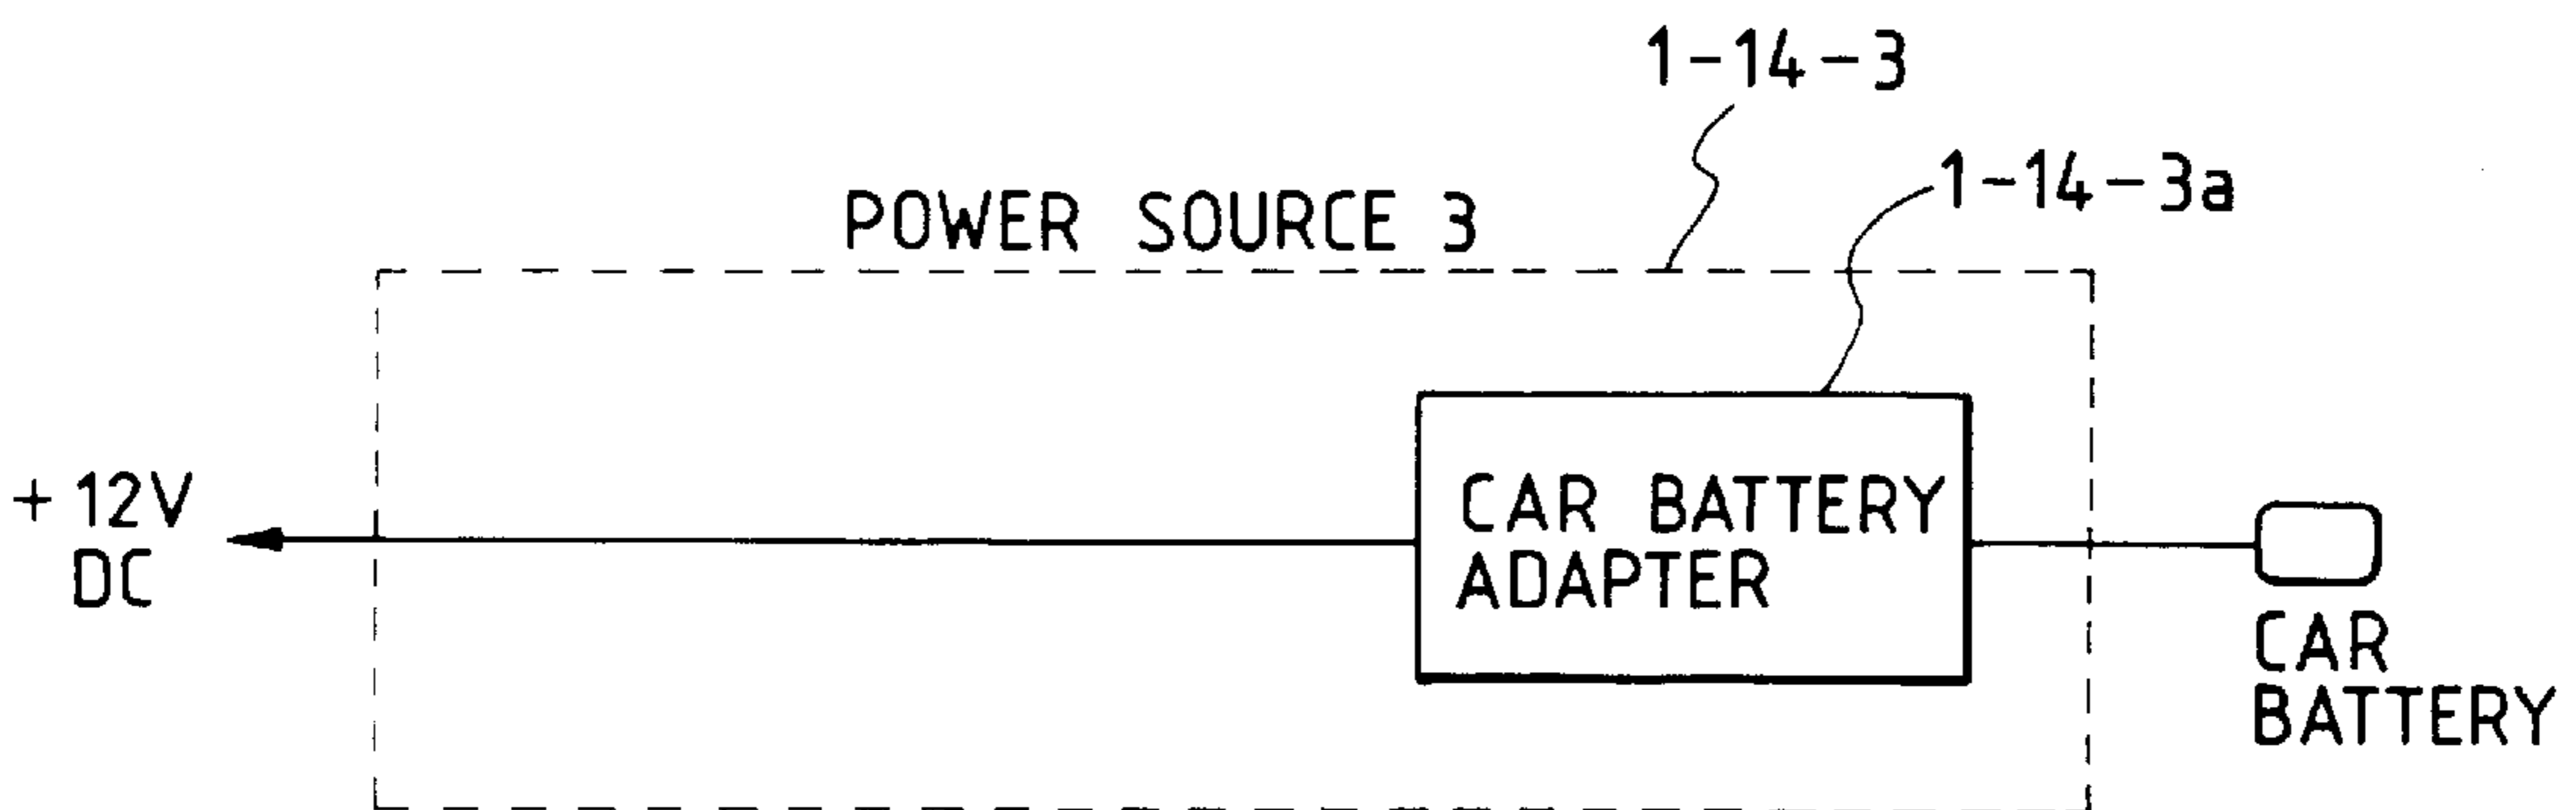 1-14-3
1-14-3a
POWER SOURCE 3
+12V
DC
CAR BATTERY
ADAPTER
CAR
BATTERY